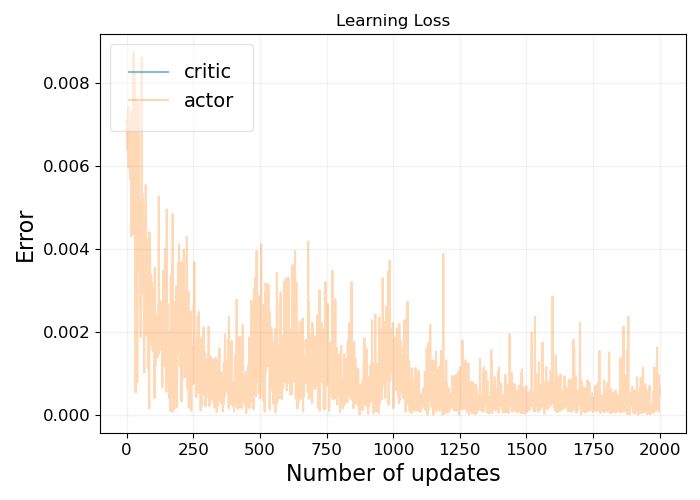 Learning Loss
critic
actor
Error
0.008
0.006
0.004
0.002
0.000
0 250 500 750 1000 1250 1500 1750 2000
Number of updates